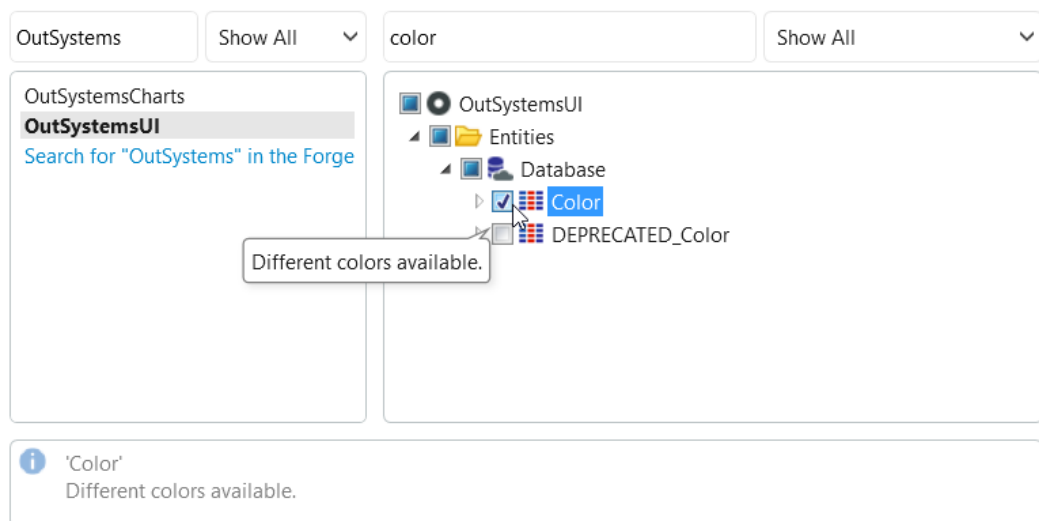 OutSystems
Show All
color
Show All
OutSystemsCharts
OutSystemsUI
Search for "OutSystems" in the Forge
OutSystemsUI
Entities
Database
Color
DEPRECATED_Color
Different colors available.
'Color'
Different colors available.